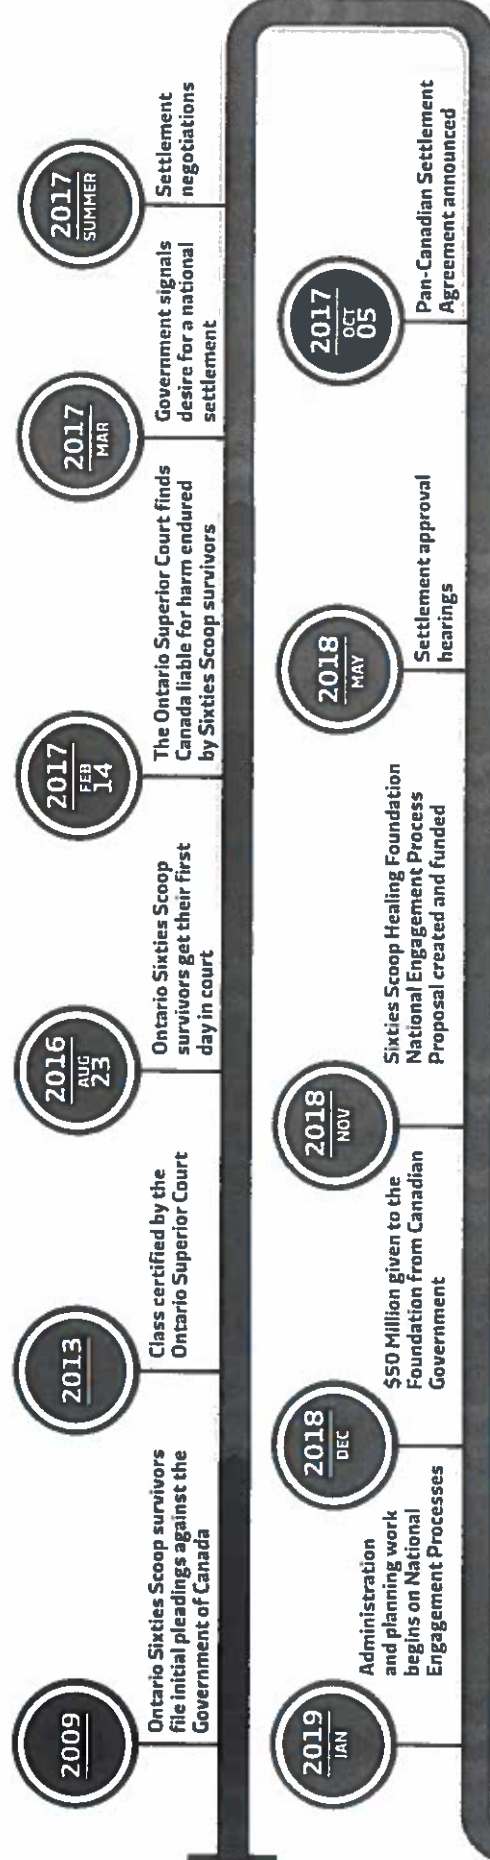 2009
Ontario Sixties Scoop survivors
file initial pleadings against the
Government of Canada
2013
Class certified by the
Ontario Superior Court
2016
AUG
23
Ontario Sixties Scoop
survivors get their first
day in court
2017
FEB
14
The Ontario Superior Court finds
Canada liable for harm endured
by Sixties Scoop survivors
2017
MAR
Government signals
desire for a national
settlement
2017
SUMMER
Settlement
negotiations
2017
OCT
05
Pan-Canadian Settlement
Agreement announced
2018
MAY
Settlement approval
hearings
2018
NOV
Sixties Scoop Healing Foundation
National Engagement Process
Proposal created and funded
2018
DEC
$50 Million given to the
Foundation from Canadian
Government
2019
JAN
Administration
and planning work
begins on National
Engagement Processes